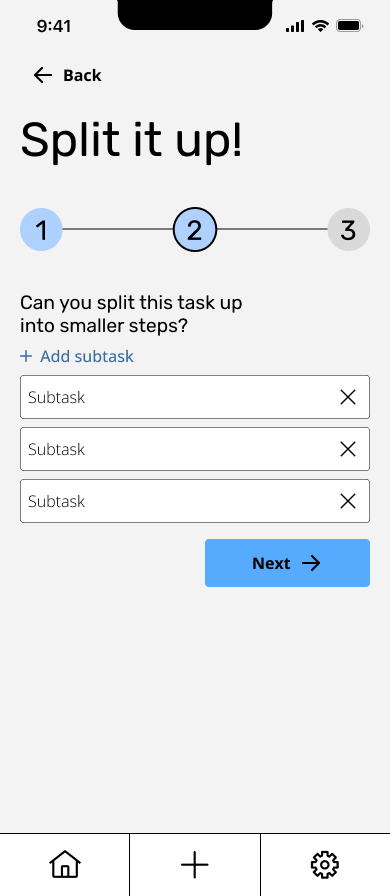 9:41
Back
Split it up!
1 2 3
Can you split this task up
into smaller steps?
+ Add subtask
Subtask
Subtask
Subtask
Next